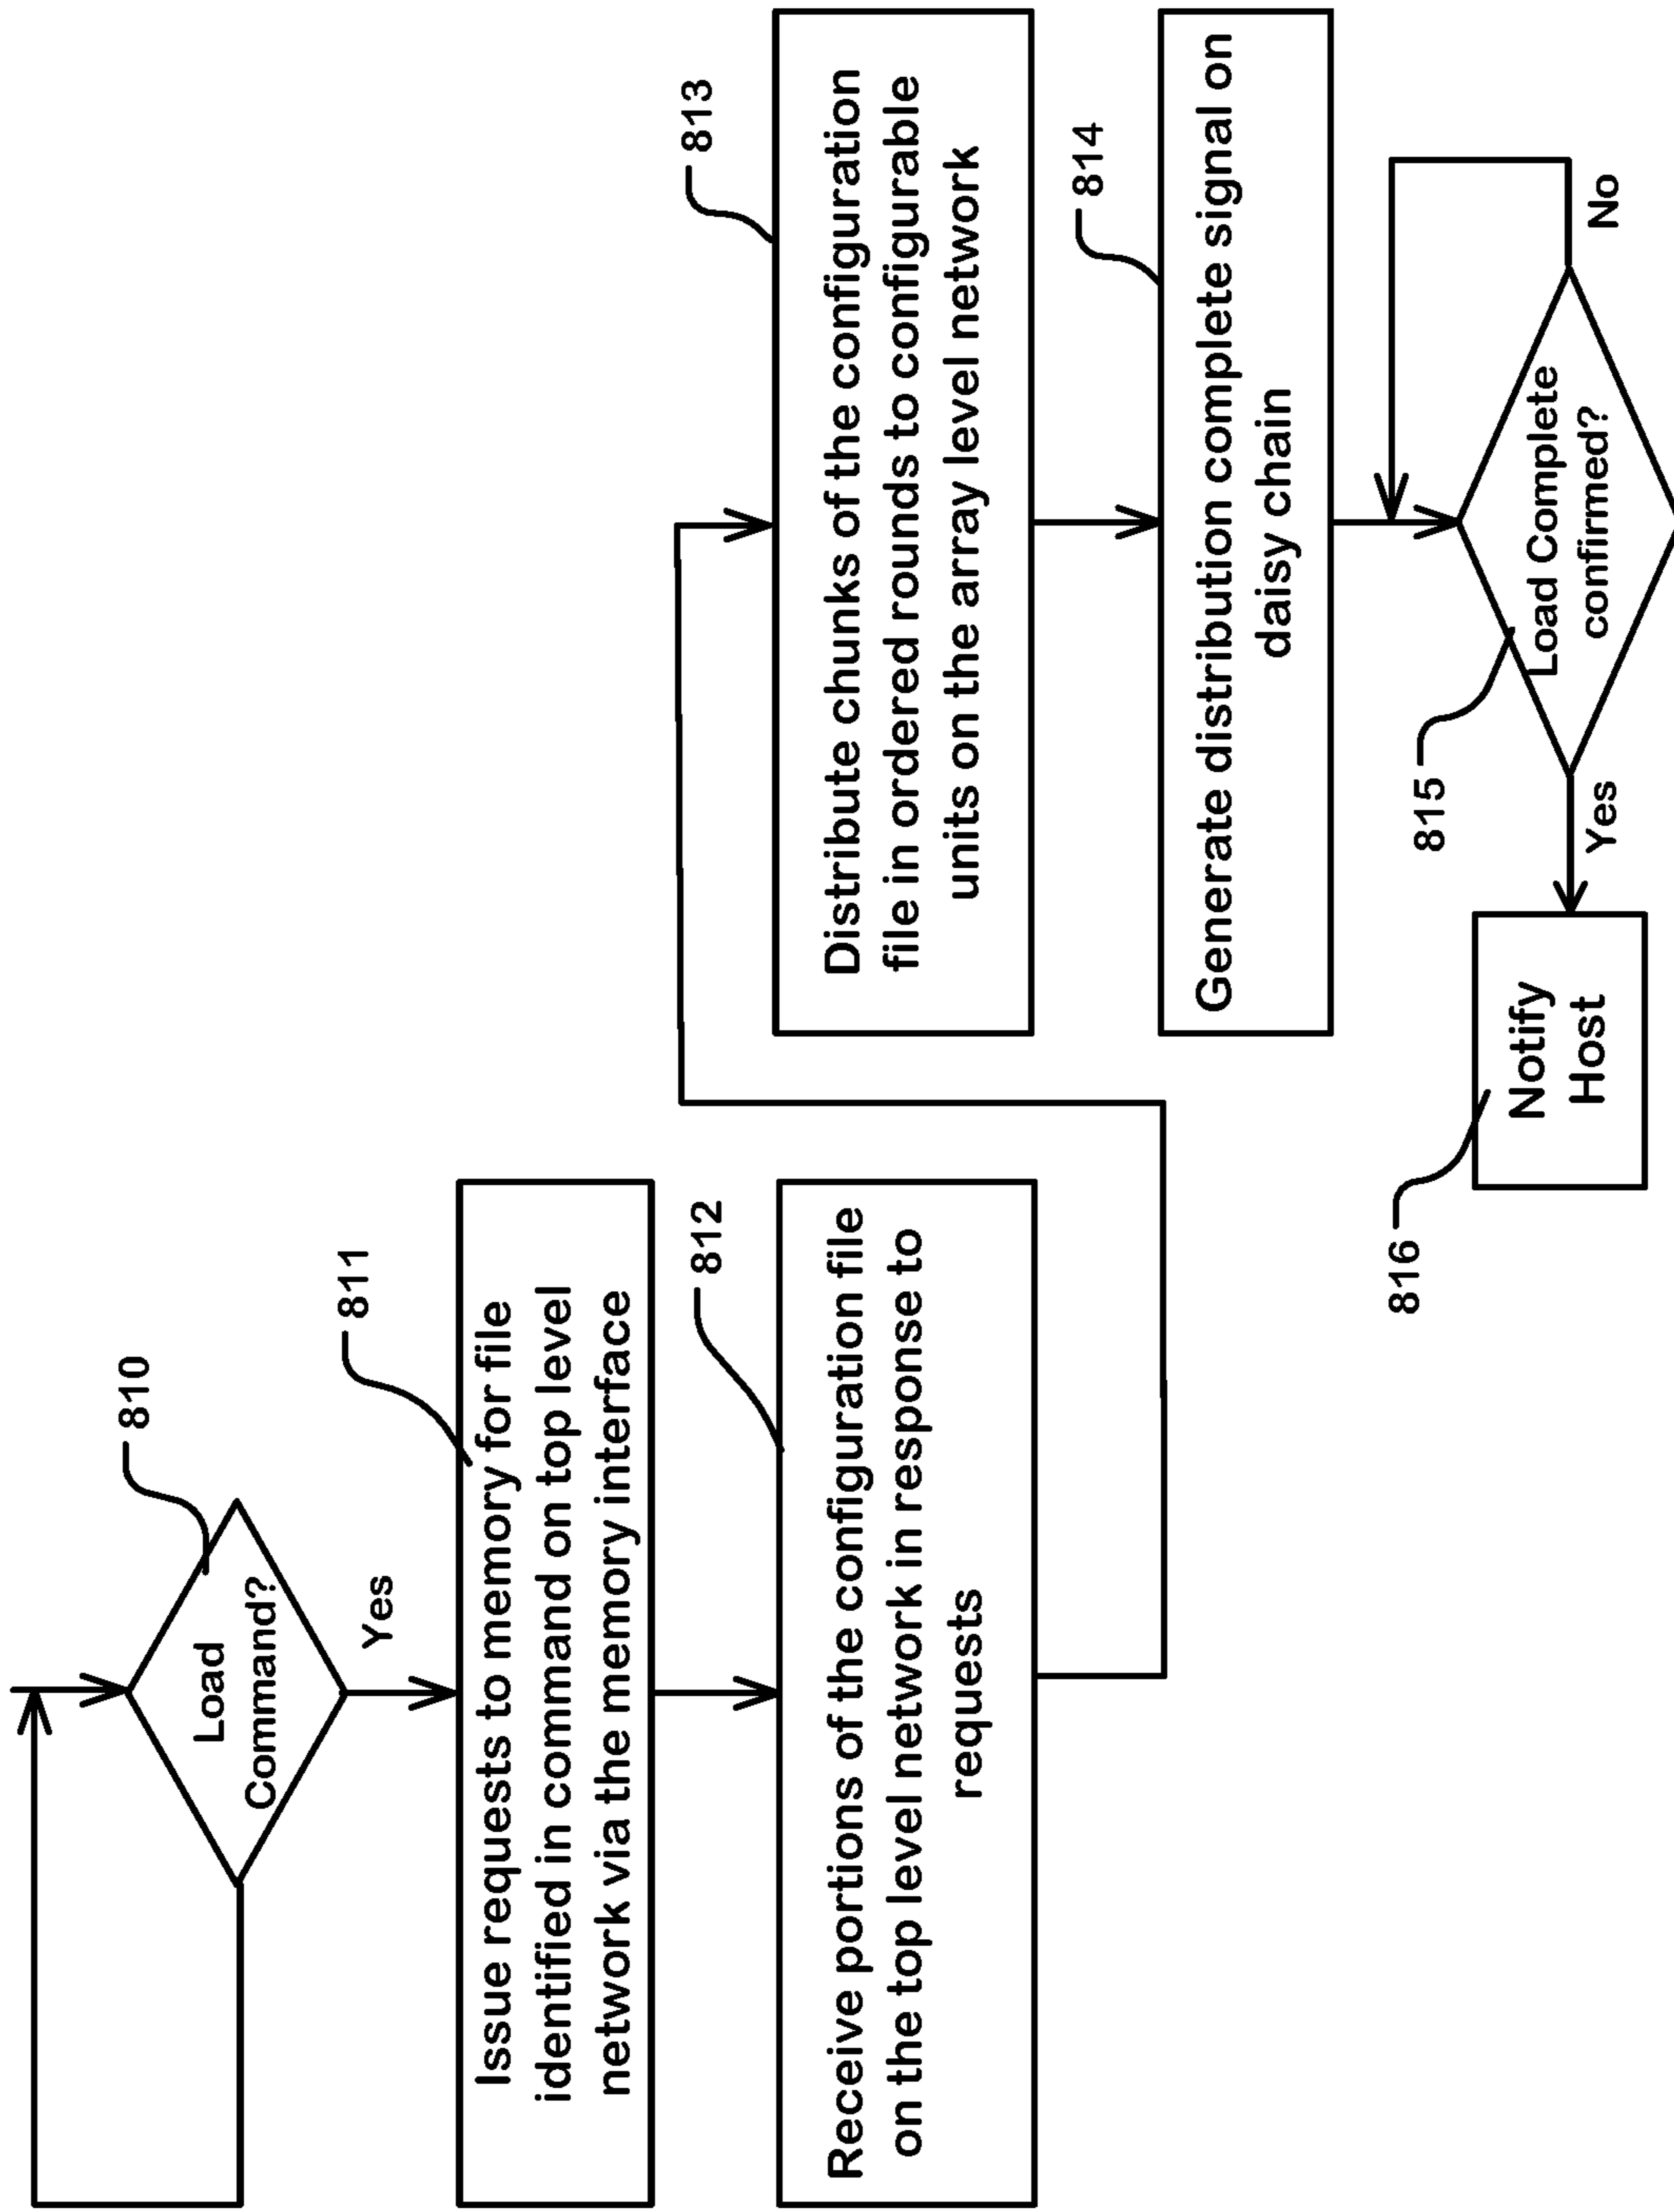 810
Load
Command?
Yes
811
Issue requests to memory for file
identified in command on top level
network via the memory interface
812
Receive portions of the configuration file
on the top level network in response to
requests
813
Distribute chunks of the configuration
file in ordered rounds to configurable
units on the array level network
814
Generate distribution complete signal on
daisy chain
815
Load Complete
confirmed?
No
Yes
816
Notify
Host